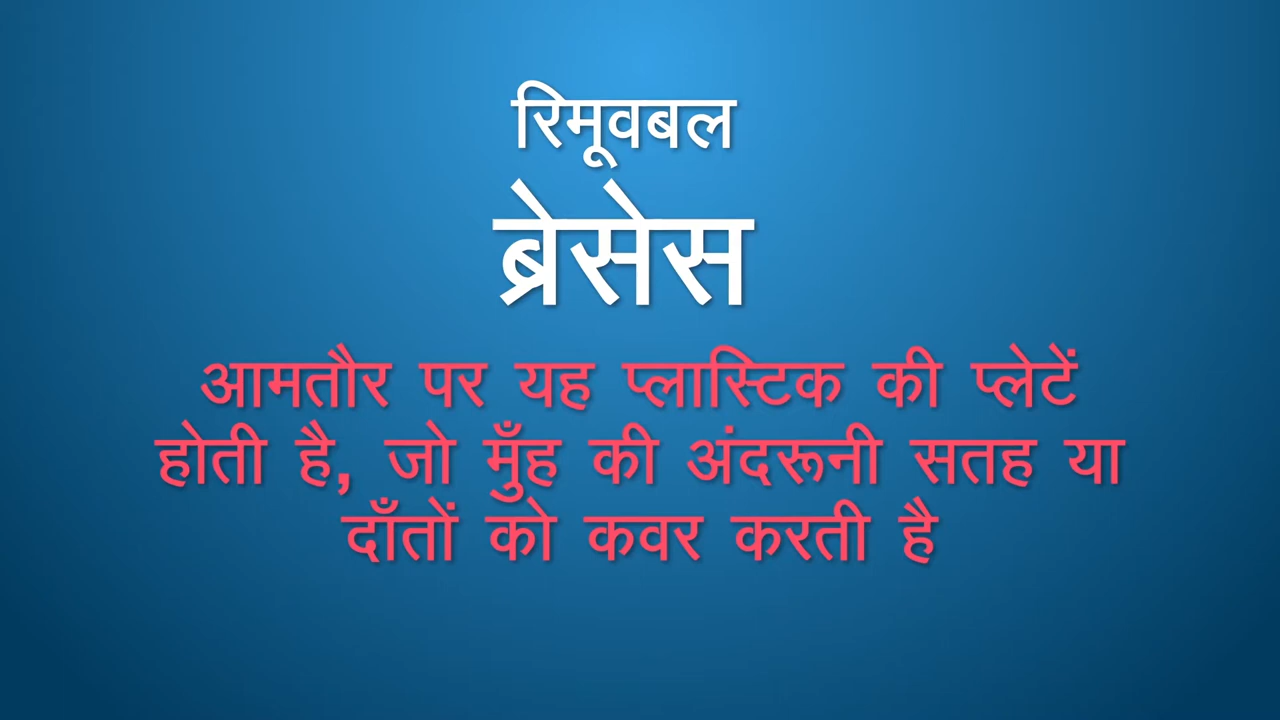 रिमूवबल
ब्रेसेस
आमतौर पर यह प्लास्टिक की प्लेटें
होती है, जो मुँह की अंदरूनी सतह या
दाँतों को कवर करती है